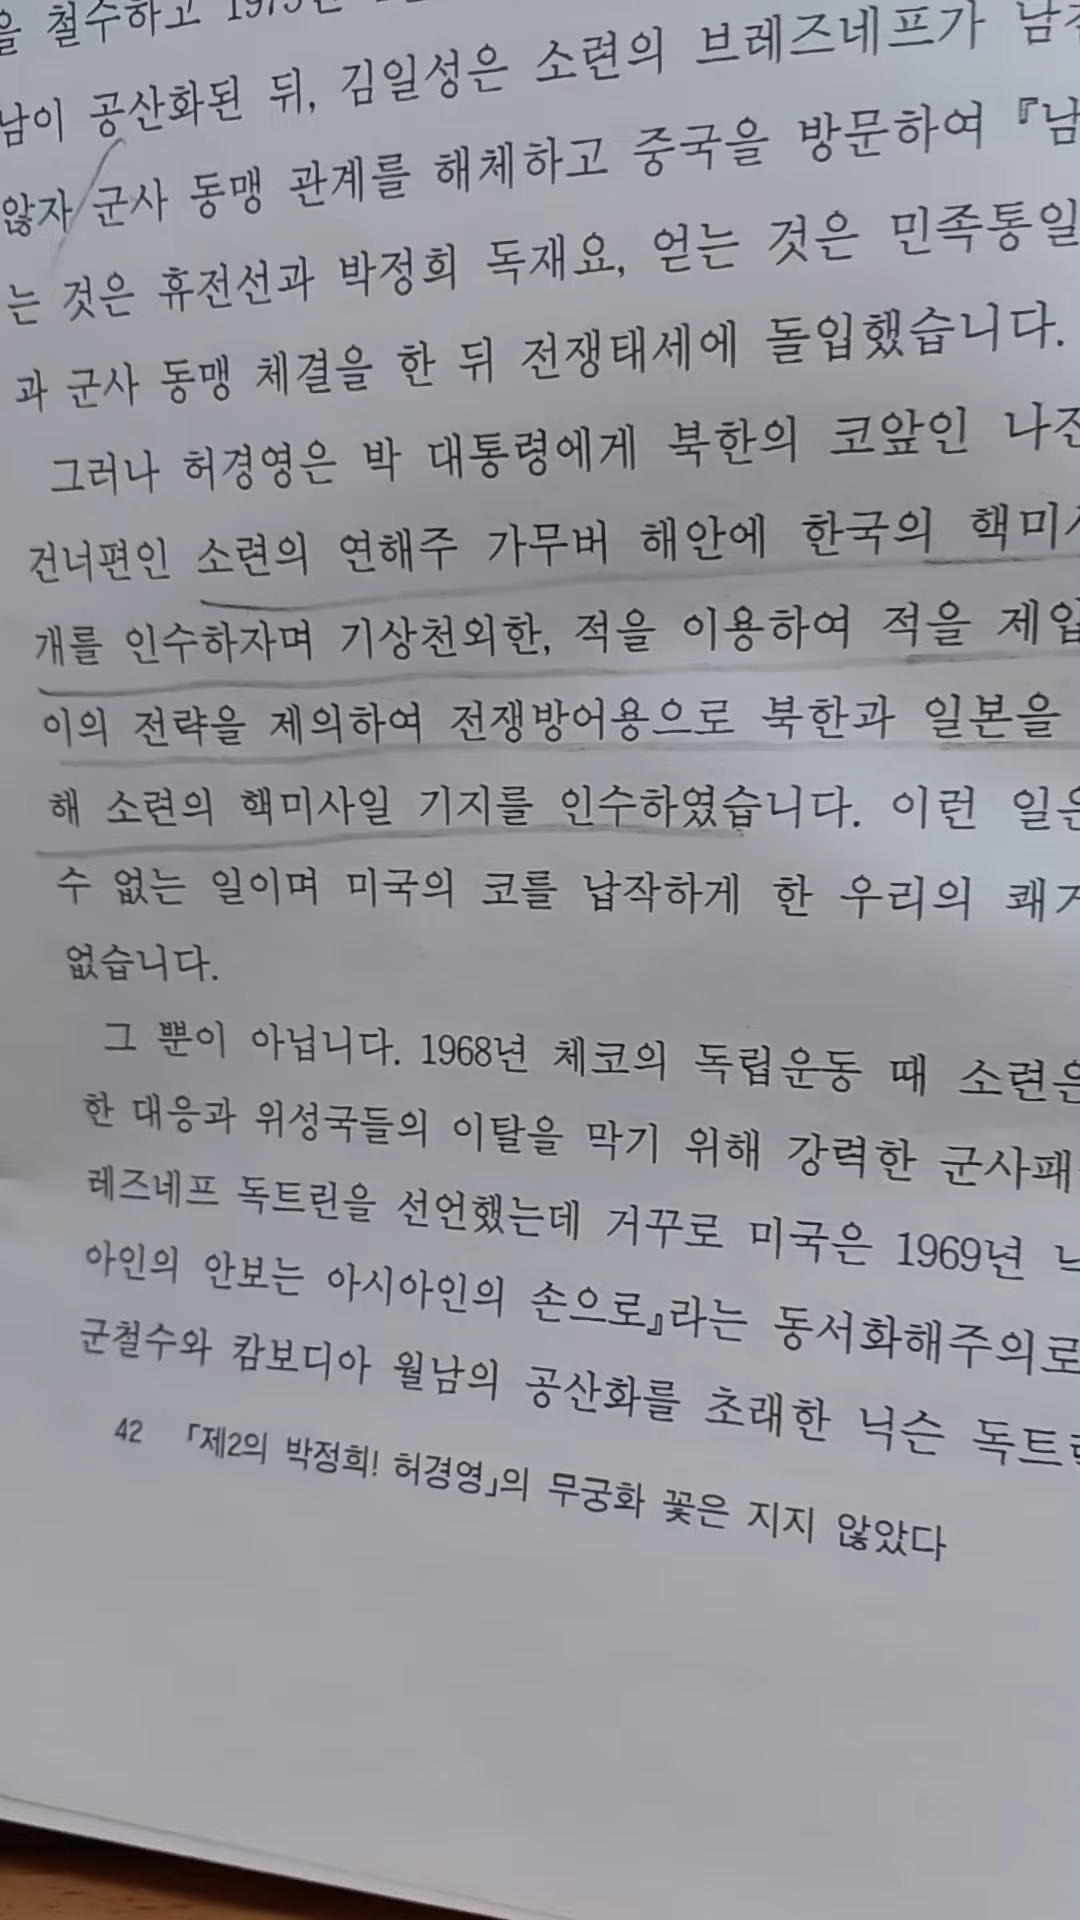 을 철수하고
남이 공산화된 뒤, 김일성은 소련의 브레즈네프가
않자 군사 동맹 관계를 해체하고 중국을 방문하여 『남
는 것은 휴전선과 박정희 독재요, 얻는 것은 민족통일
과 군사 동맹 체결을 한 뒤 전쟁태세에 돌입했습니다.
그러나 허경영은 박 대통령에게 북한의 코앞인
건너편인 소련의 연해주 가무버 해안에 한국의 핵미
개를 인수하자며 기상천외한, 적을 이용하여 적을 제압
이의 전략을 제의하여 전쟁방어용으로 북한과 일본을
해 소련의 핵미사일 기지를 인수하였습니다. 이런 일은
수 없는 일이며 미국의 코를 납작하게 한 우리의 쾌거
없습니다.
그 뿐이 아닙니다. 1968년 체코의 독립운동 때 소련은
한 대응과 위성국들의 이탈을 막기 위해 강력한 군사패
레즈네프 독트린을 선언했는데 거꾸로 미국은 1969년
아인의 안보는 아시아인의 손으로』라는 동서화해주의로
군철수와 캄보디아 월남의 공산화를 초래한 닉슨 독트
42 「제2의 박정희! 허경영」의 무궁화 꽃은 지지 않았다